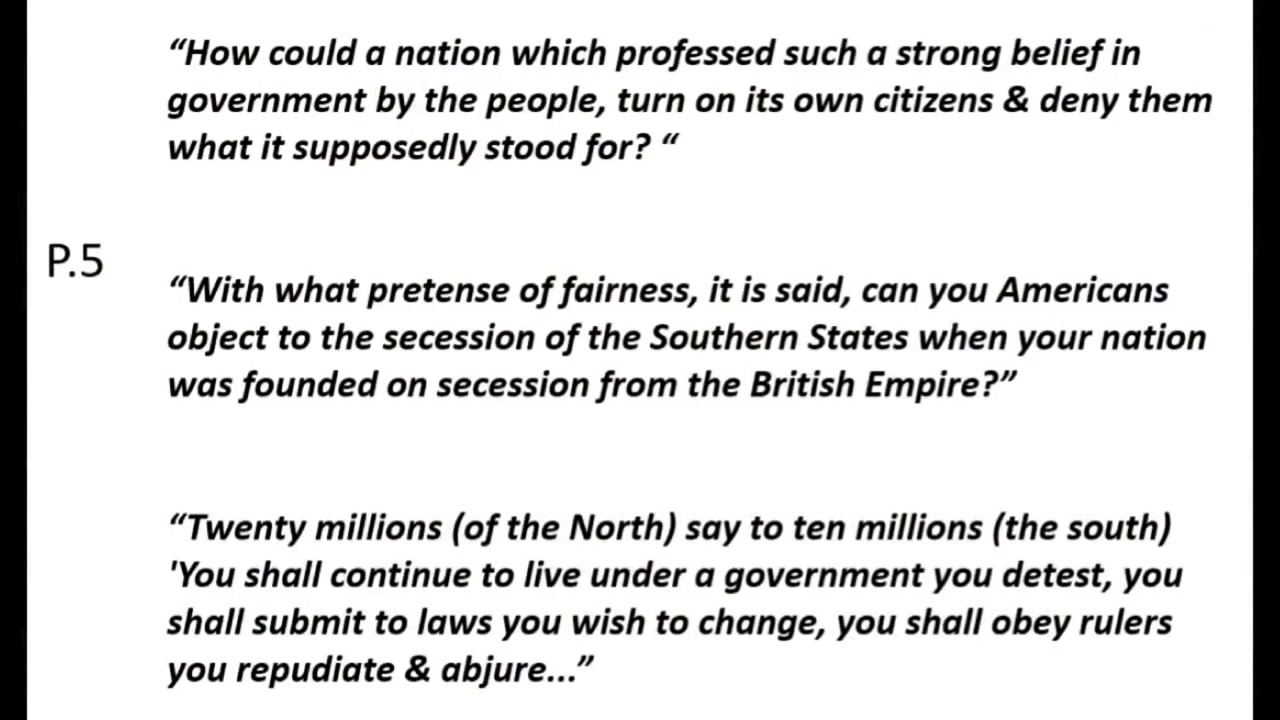 “How could a nation which professed such a strong belief in
government by the people, turn on its own citizens & deny them
what it supposedly stood for? “
P.5
“With what pretense of fairness, it is said, can you Americans
object to the secession of the Southern States when your nation
was founded on secession from the British Empire?”
“Twenty millions (of the North) say to ten millions (the south)
'You shall continue to live under a government you detest, you
shall submit to laws you wish to change, you shall obey rulers
you repudiate & abjure...”